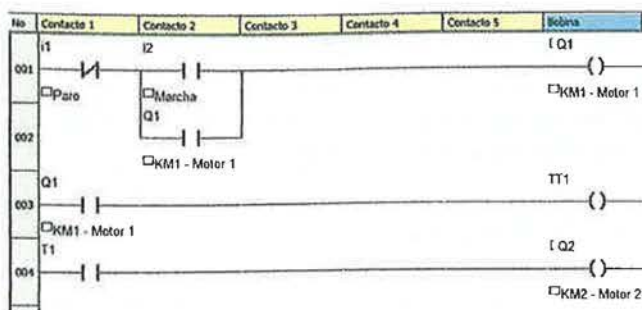 No Contacto 1 Contacto 2 Contacto 3 Contacto 4 Contacto 5 Bobina
i1 I2 [ Q1
001
Paro Marcha KM1 - Motor 1
Q1
002
KM1 - Motor 1
Q1 TT1
003
KM1 - Motor 1
T1 [ Q2
004
KM2 - Motor 2